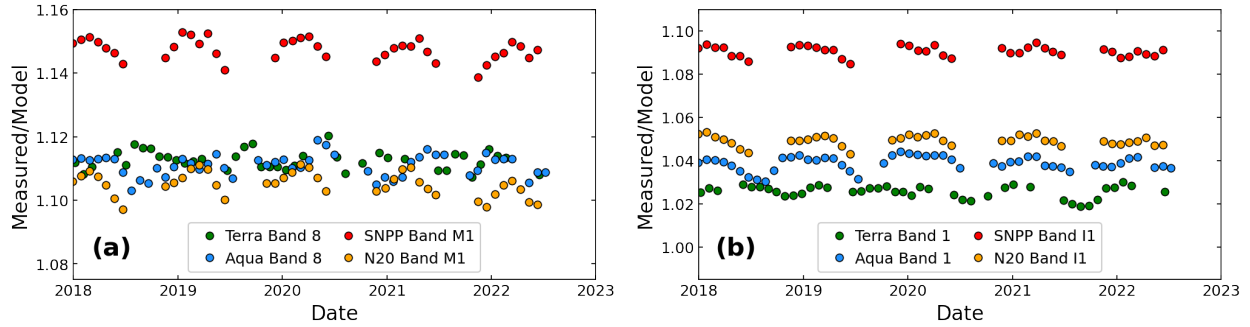 1.16
1.14
1.12
1.10
1.08
Measured/Model
(a)
Terra Band 8
Aqua Band 8
SNPP Band M1
N20 Band M1
2018 2019 2020 2021 2022 2023
Date
1.10
1.08
1.06
1.04
1.02
1.00
Measured/Model
(b)
Terra Band 1
Aqua Band 1
SNPP Band I1
N20 Band I1
2018 2019 2020 2021 2022 2023
Date